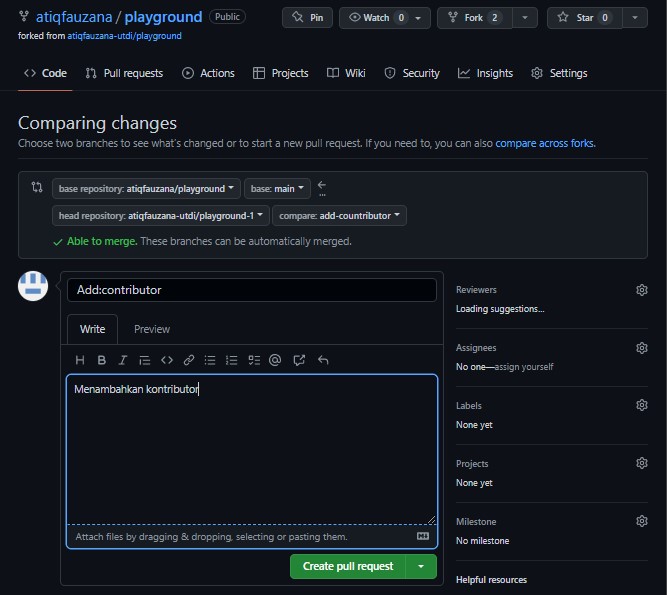 atiqfauzana / playground Public
Pin
Watch 0
Fork 2
Star 0
forked from atiqfauzana-utdi/playground
Code
Pull requests
Actions
Projects
Wiki
Security
Insights
Settings
Comparing changes
Choose two branches to see what's changed or to start a new pull request. If you need to, you can also compare across forks.
base repository: atiqfauzana/playground
base: main
head repository: atiqfauzana-utdi/playground-1
compare: add-countributor
Able to merge. These branches can be automatically merged.
Add:contributor
Write
Preview
Menambahkan kontributor
Attach files by dragging & dropping, selecting or pasting them.
Create pull request
Reviewers
Loading suggestions...
Assignees
No one—assign yourself
Labels
None yet
Projects
None yet
Milestone
No milestone
Helpful resources